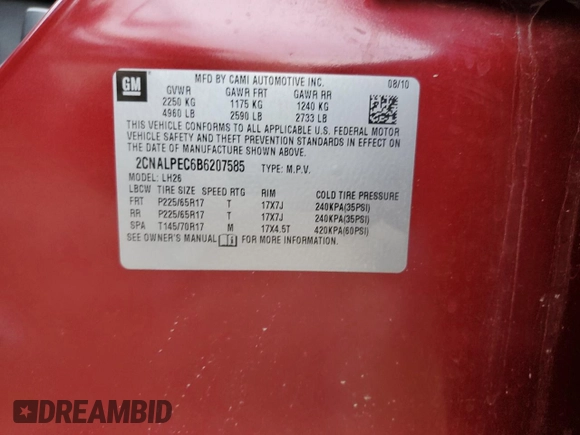 GM
MFD BY CAMI AUTOMOTIVE INC.
08/10
GVWR GAWR FRT GAWR RR
2250 KG 1175 KG 1240 KG
4960 LB 2590 LB 2733 LB
THIS VEHICLE CONFORMS TO ALL APPLICABLE U.S. FEDERAL MOTOR
VEHICLE SAFETY AND THEFT PREVENTION STANDARDS IN EFFECT ON
THE DATE OF MANUFACTURE SHOWN ABOVE.
2CNALPEC6B6207585 TYPE: M.P.V.
MODEL: LH26
LBCW TIRE SIZE SPEED RTG RIM COLD TIRE PRESSURE
FRT P225/65R17 T 17X7J 240KPA(35PSI)
RR P225/65R17 T 17X7J 240KPA(35PSI)
SPA T145/70R17 M 17X4.5T 420KPA(60PSI)
SEE OWNER'S MANUAL FOR MORE INFORMATION.
DREAMBID